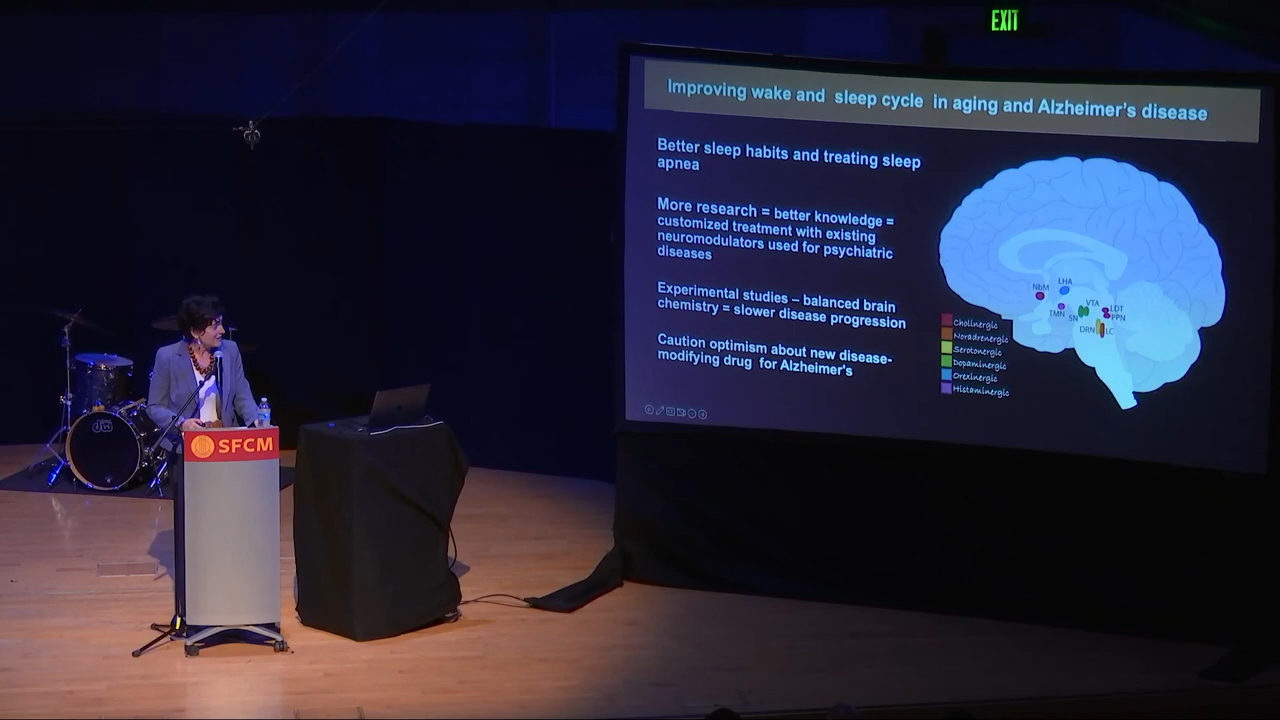 EXIT
Improving wake and sleep cycle in aging and Alzheimer's disease
Better sleep habits and treating sleep
apnea
More research = better knowledge =
customized treatment with existing
neuromodulators used for psychiatric
diseases
Experimental studies – balanced brain
chemistry = slower disease progression
Caution optimism about new disease-
modifying drug for Alzheimer's
LHA
NbM
TMN
SN
VTA
LDT
PPN
DRN
LC
Cholinergic
Noradrenergic
Serotonergic
Dopaminergic
Orexinergic
Histaminergic
SFCM
dw